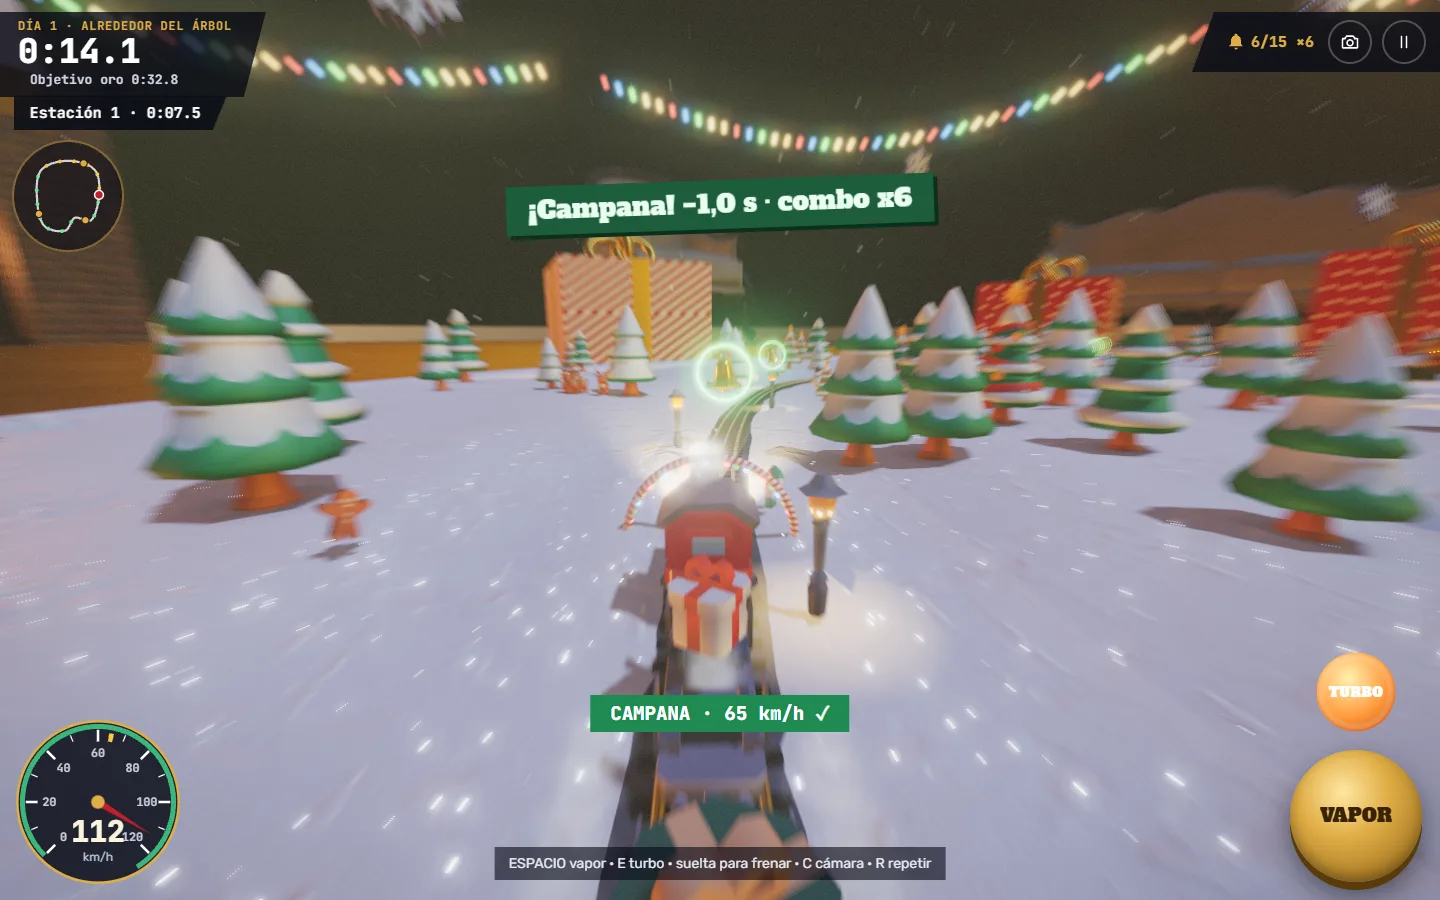 DÍA 1 · ALREDEDOR DEL ÁRBOL
0:14.1
Objetivo oro 0:32.8
Estación 1 · 0:07.5
6/15 ×6
¡Campana! −1,0 s · combo x6
CAMPANA · 65 km/h ✓
TURBO
VAPOR
0
20
40
60
80
100
120
112
km/h
ESPACIO vapor • E turbo • suelta para frenar • C cámara • R repetir